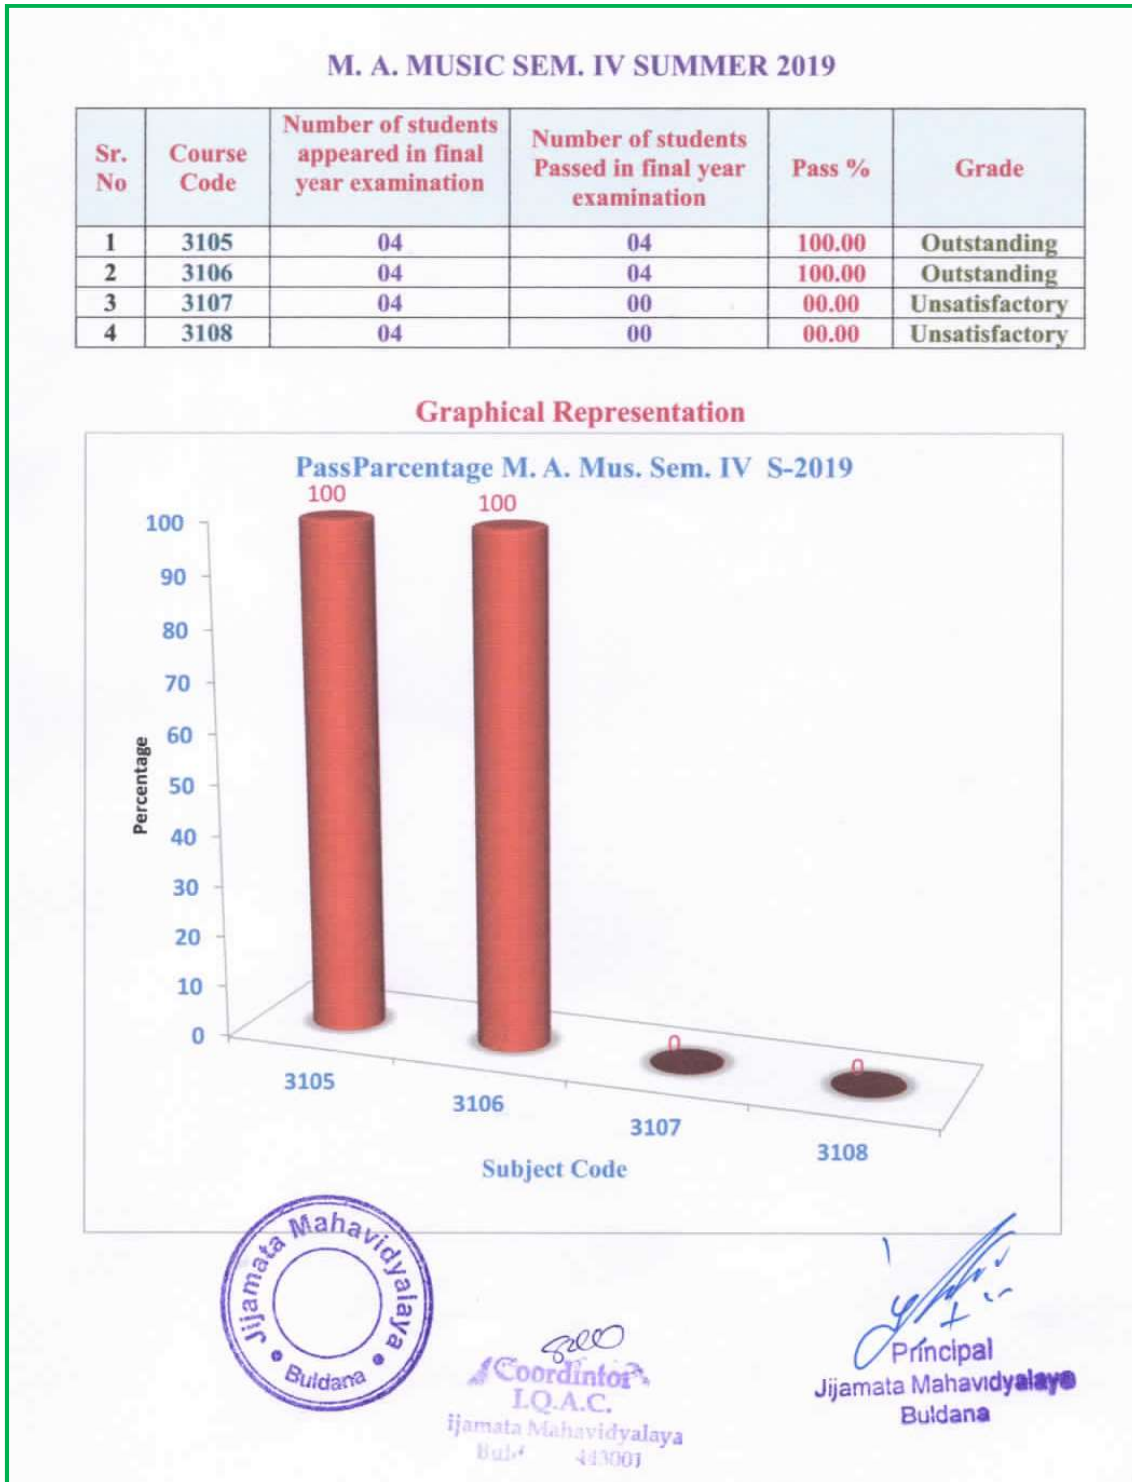 M. A. MUSIC SEM. IV SUMMER 2019
Sr. No Course Code Number of students appeared in final year examination Number of students Passed in final year examination Pass % Grade
1 3105 04 04 100.00 Outstanding
2 3106 04 04 100.00 Outstanding
3 3107 04 00 00.00 Unsatisfactory
4 3108 04 00 00.00 Unsatisfactory
Graphical Representation
PassParcentage M. A. Mus. Sem. IV S-2019
100 100 0 0
100
90
80
70
60
50
40
30
20
10
0
Percentage
3105 3106 3107 3108
Subject Code
Jijamata Mahavidyalaya
Buldana
Coordintor
I.Q.A.C.
ijamata Mahavidyalaya
443001
Principal
Jijamata Mahavidyalaya
Buldana